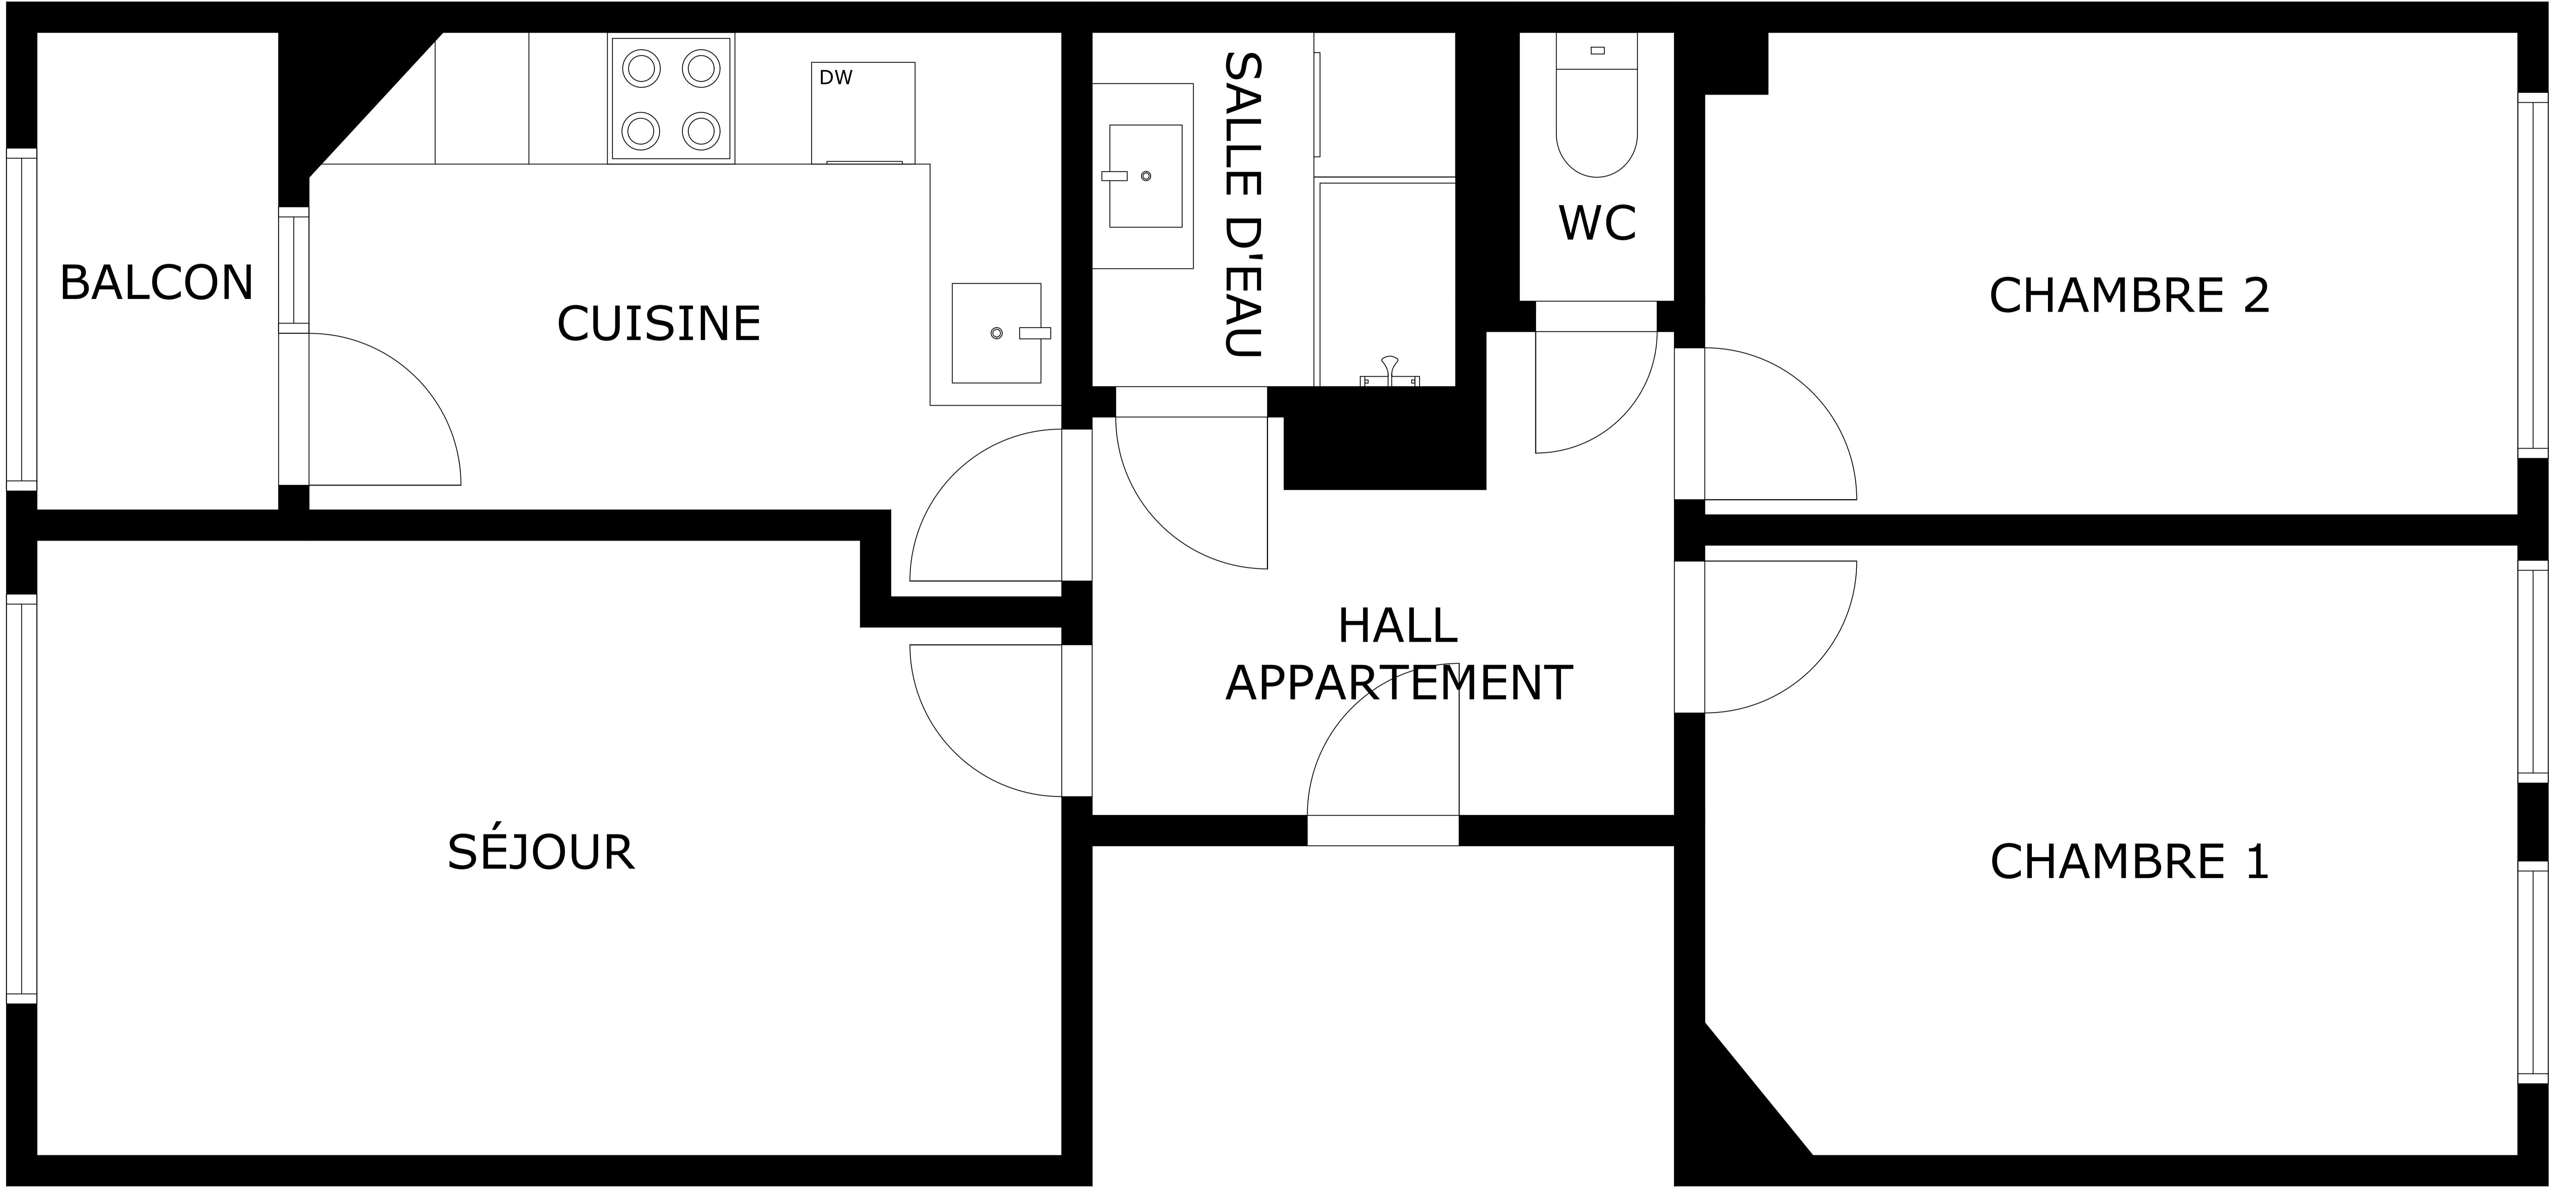 DW
SALLE D'EAU
WC
BALCON
CUISINE
CHAMBRE 2
HALL
APPARTEMENT
SÉJOUR
CHAMBRE 1